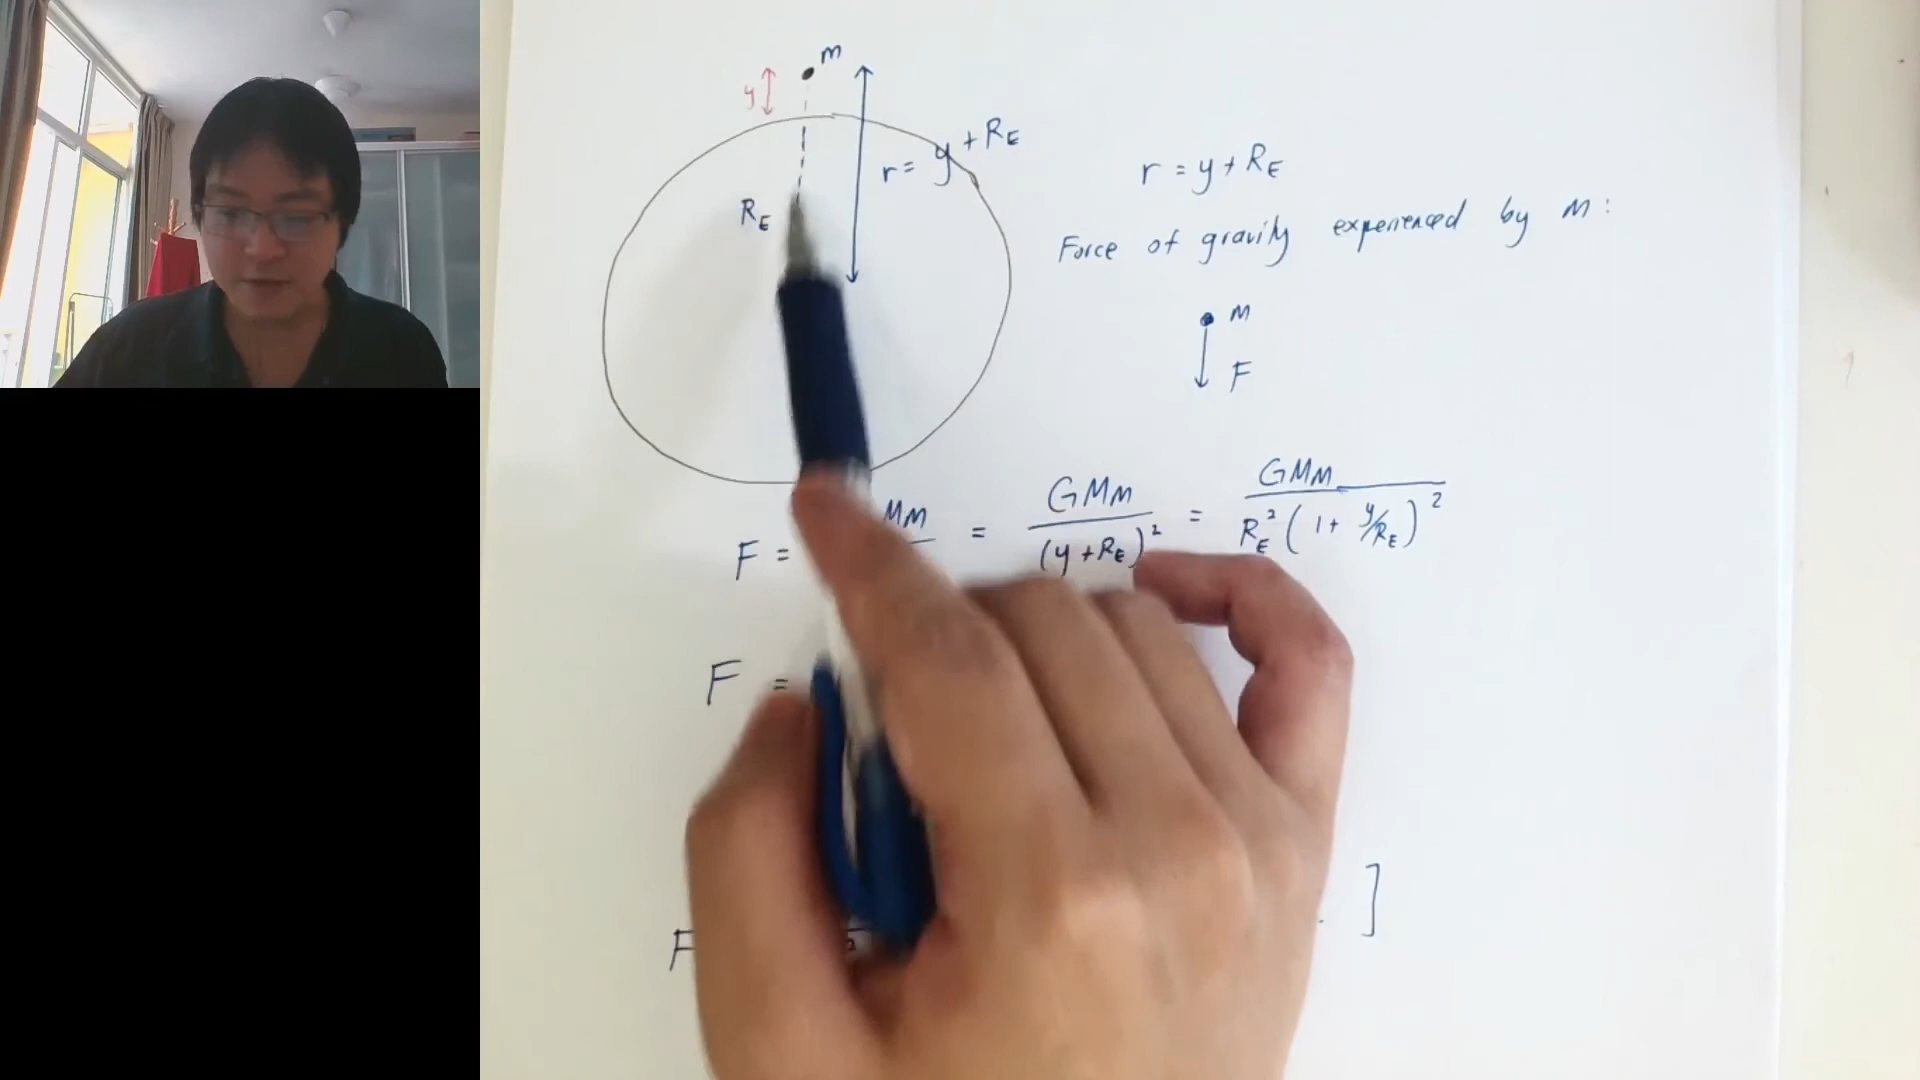 m
y
r = y + R_E
R_E
r = y + R_E
Force of gravity experienced by m :
m
F
F = Mm = GMm / (y + R_E)^2 = GMm / R_E^2 ( 1 + y/R_E )^2
F =
F . ]